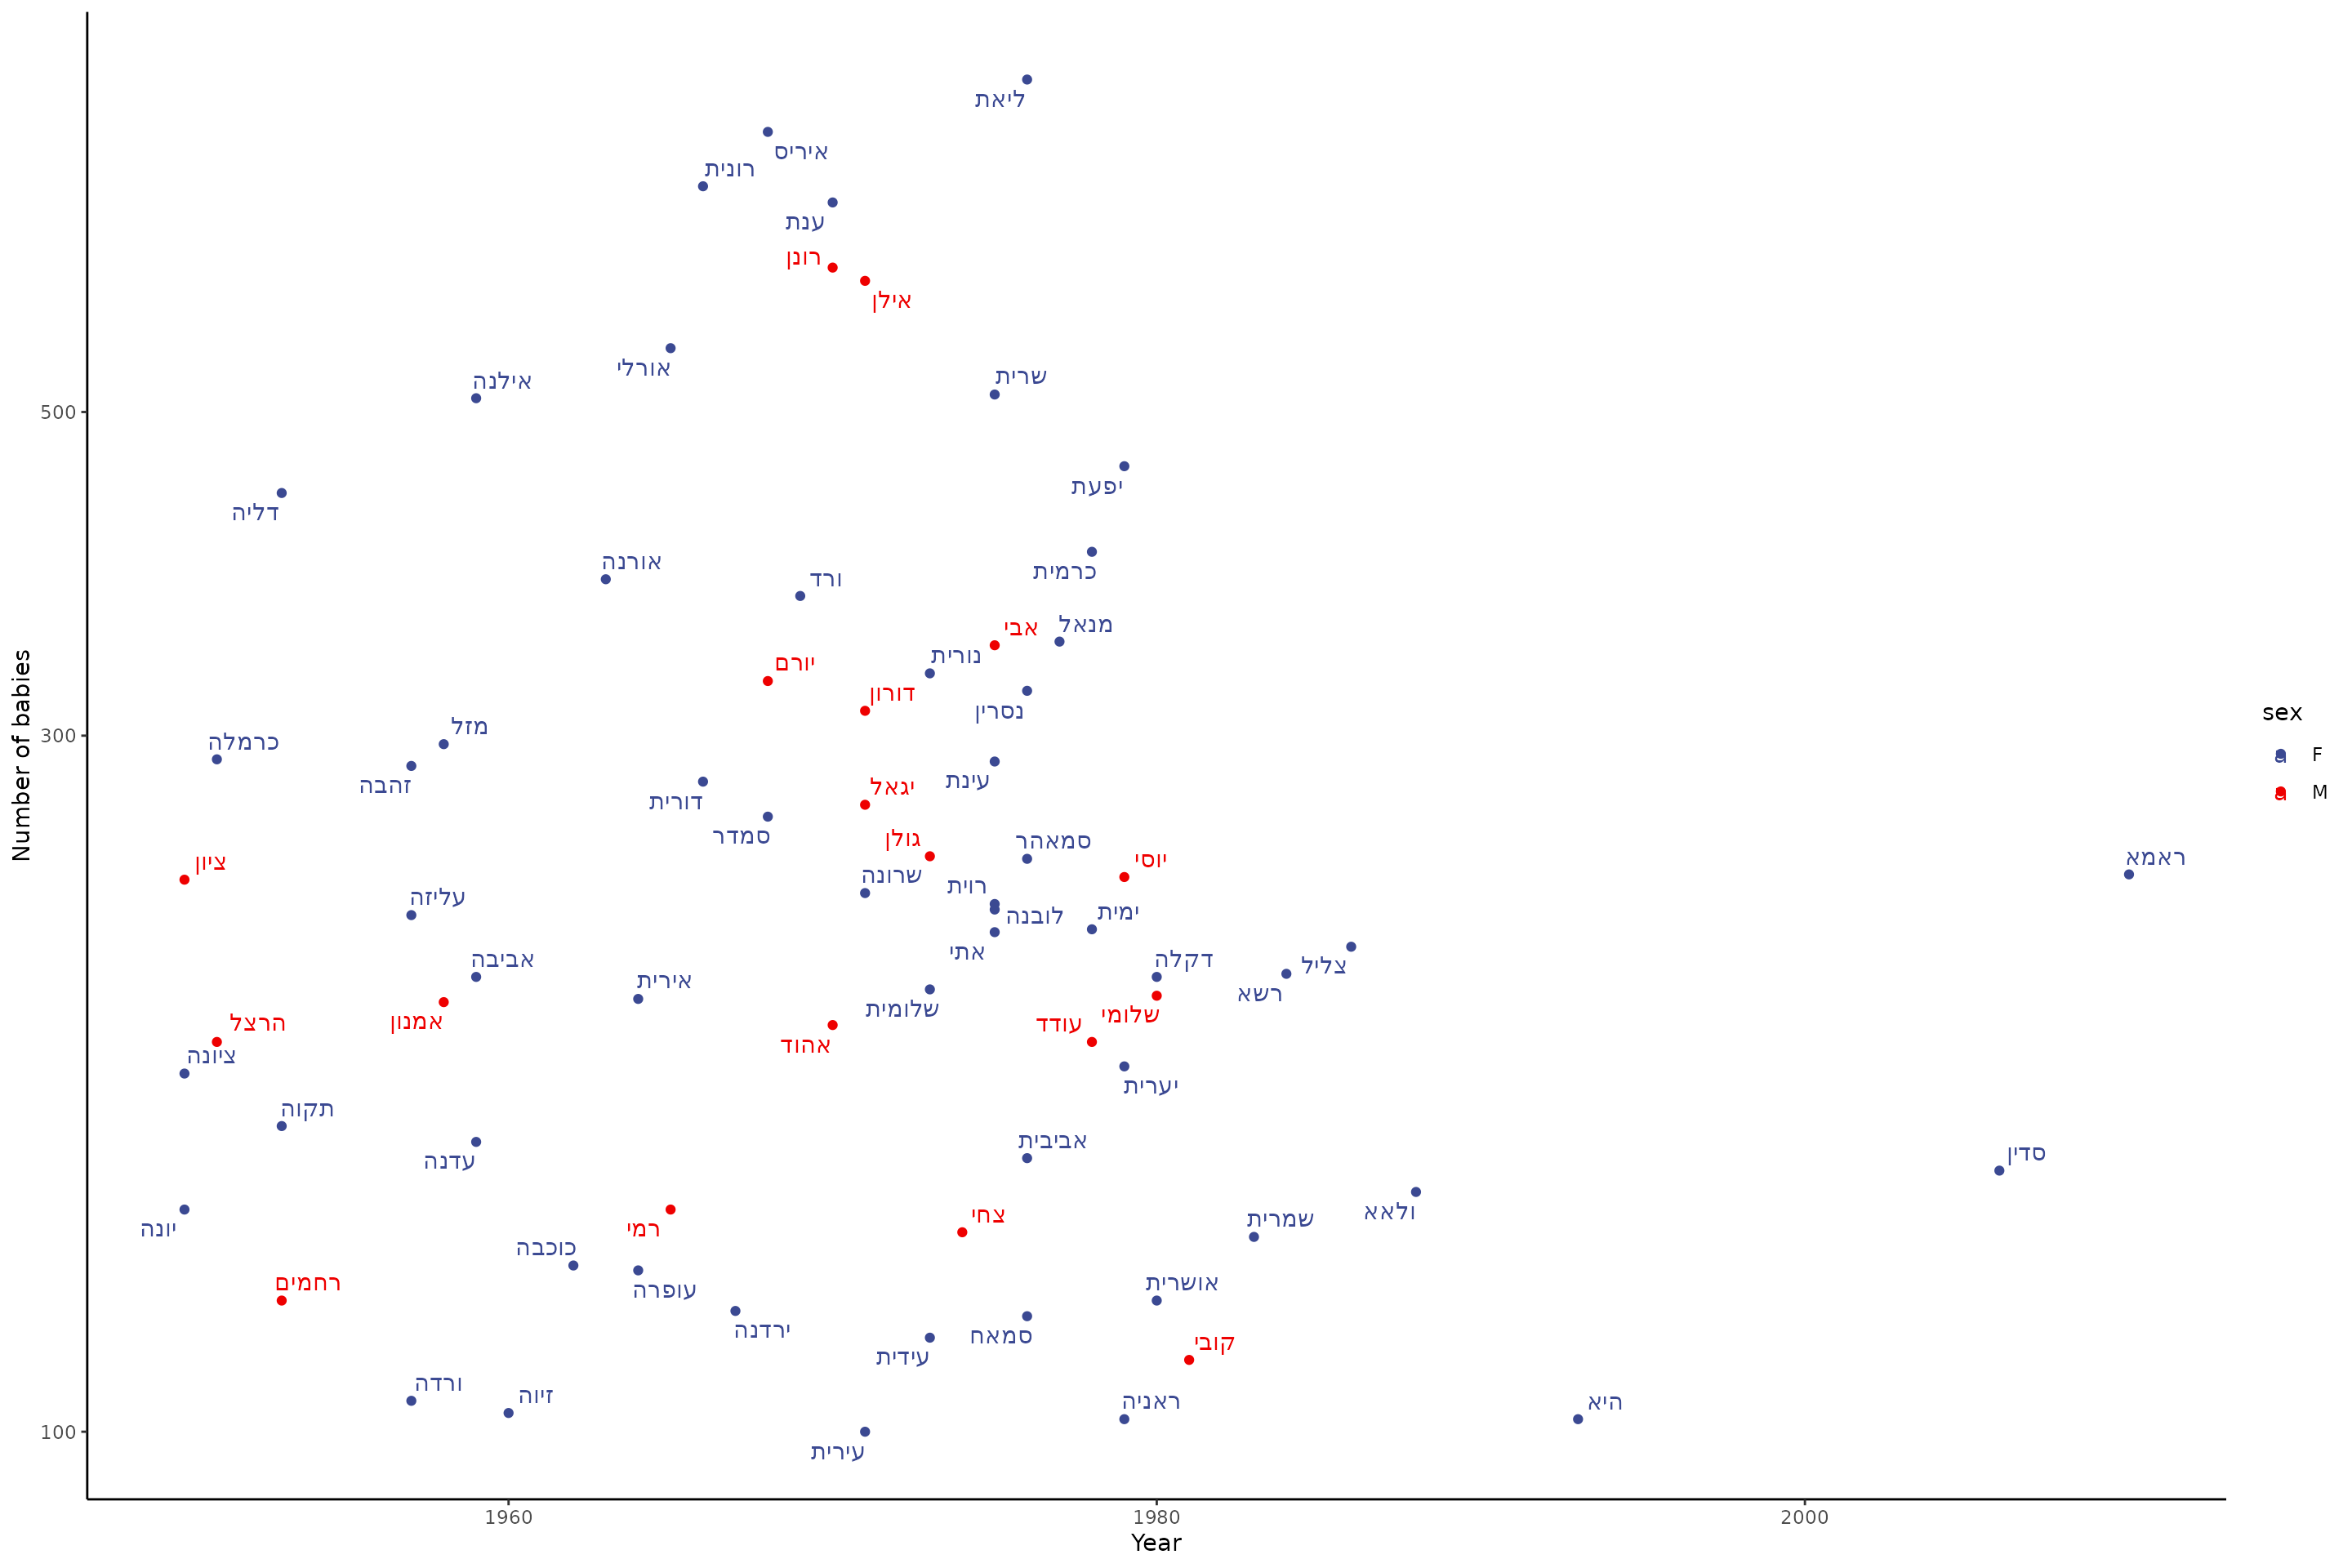 ליאת
איריס
רונית
ענת
רונן
אילן
אורלי
שרית
אילנה
500
יפעת
דליה
אורנה
כרמית
ורד
מנאל
אבי
נורית
יורם
דורון
נסרין
מזל
כרמלה
300
זהבה
עינת
יגאל
דורית
סמדר
גולן
סמאהר
יוסי
ראמא
ציון
שרונה
רוית
עליזה
לובנה
ימית
אתי
אביבה
דקלה
צליל
אירית
רשא
שלומית
שלומי
הרצל
אמנון
עודד
אהוד
ציונה
יערית
תקוה
אביבית
סדין
עדנה
ולאא
צחי
שמרית
יונה
רמי
כוכבה
רחמים
עופרה
אושרית
ירדנה
סמאח
קובי
עידית
ורדה
זיוה
ראניה
היא
100
עירית
Number of babies
1960
1980
2000
Year
sex
a F
a M